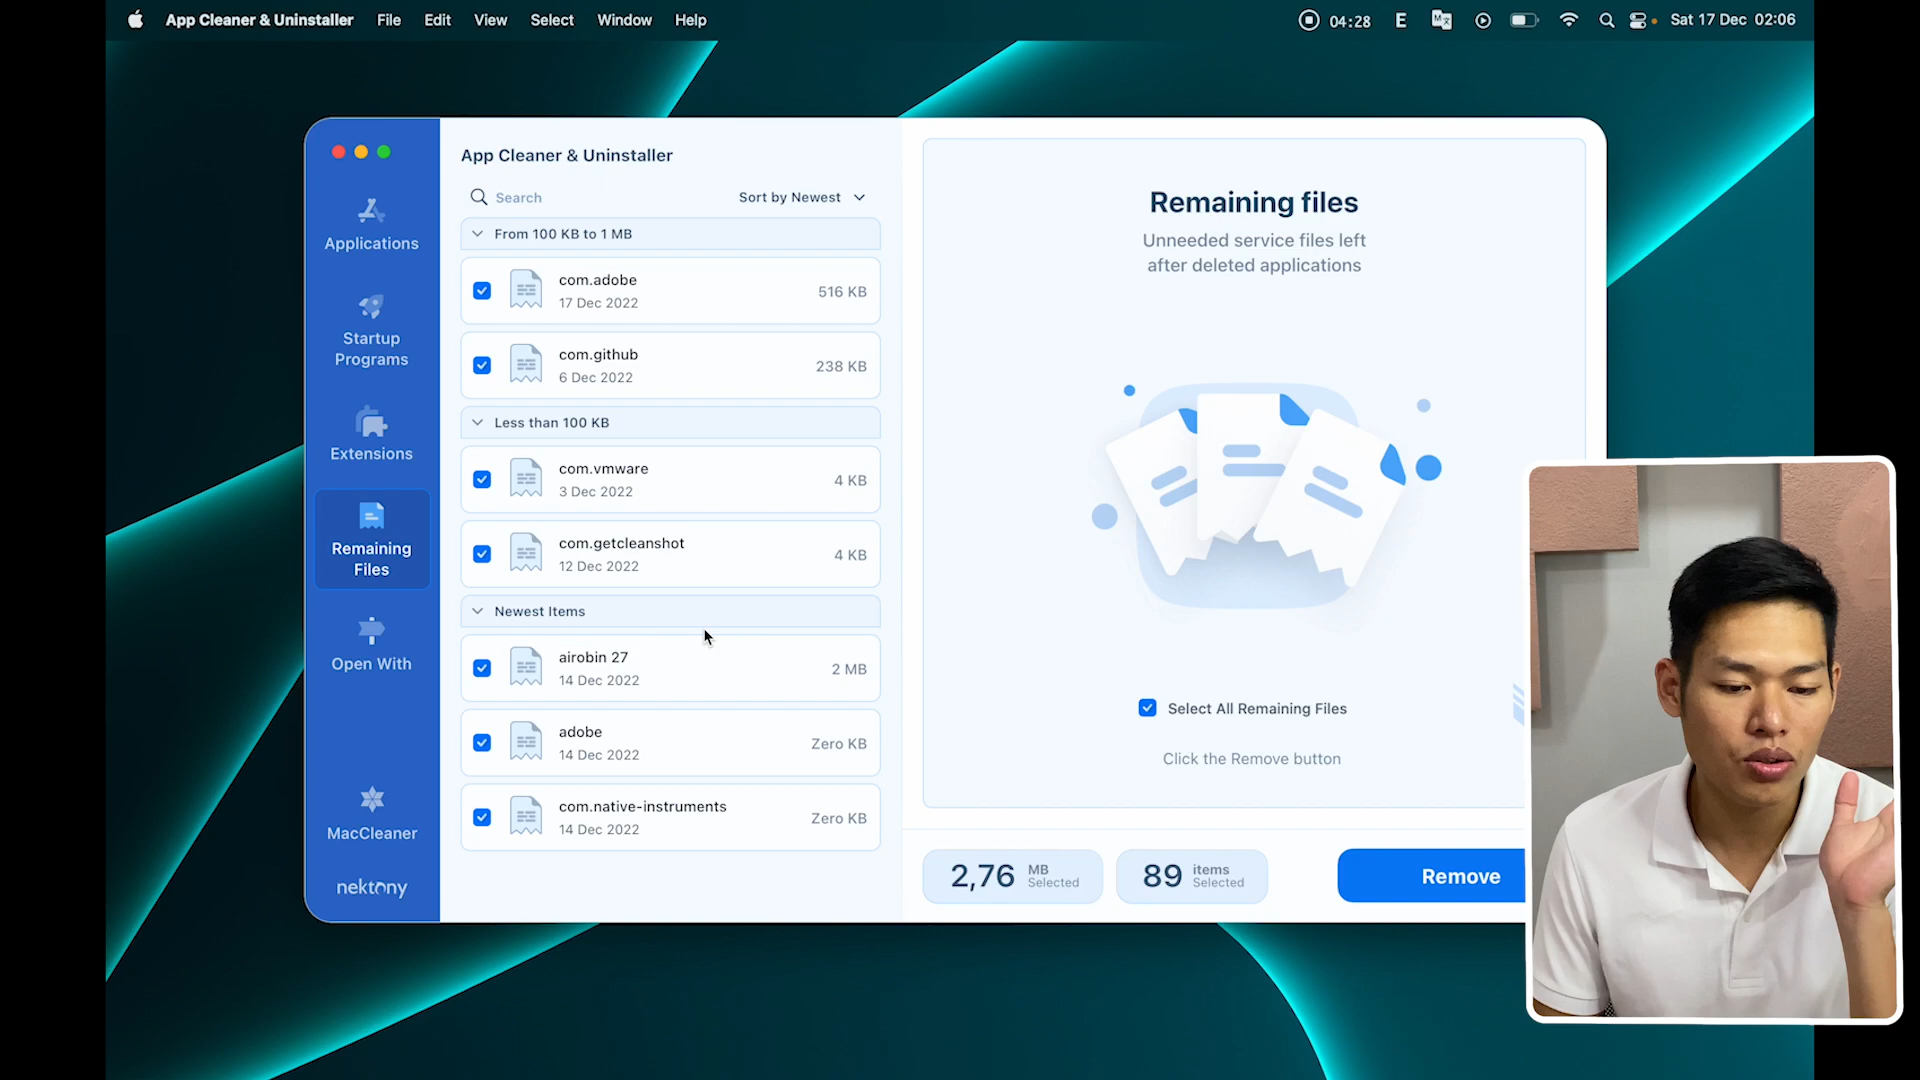 App Cleaner & Uninstaller File Edit View Select Window Help
04:28 E Sat 17 Dec 02:06
App Cleaner & Uninstaller
Search
Sort by Newest
Applications
Startup
Programs
Extensions
Remaining
Files
Open With
MacCleaner
nektony
From 100 KB to 1 MB
com.adobe
17 Dec 2022
516 KB
com.github
6 Dec 2022
238 KB
Less than 100 KB
com.vmware
3 Dec 2022
4 KB
com.getcleanshot
12 Dec 2022
4 KB
Newest Items
airobin 27
14 Dec 2022
2 MB
adobe
14 Dec 2022
Zero KB
com.native-instruments
14 Dec 2022
Zero KB
Remaining files
Unneeded service files left
after deleted applications
Select All Remaining Files
Click the Remove button
2,76 MB
Selected
89 items
Selected
Remove